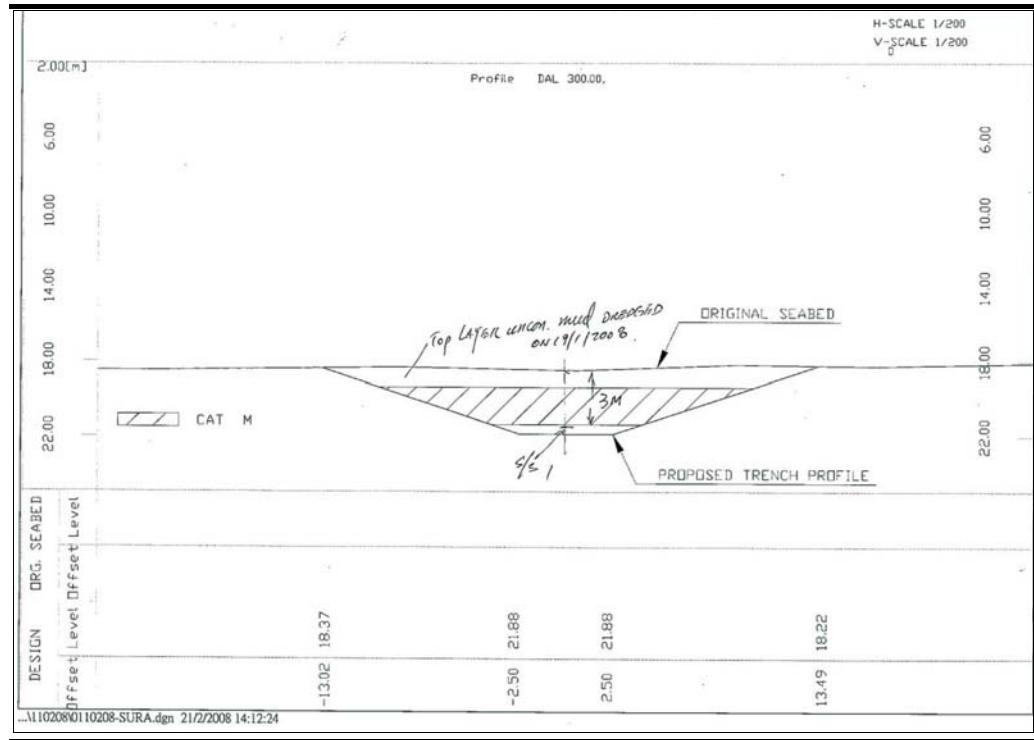 H-SCALE 1/200
V-SCALE 1/200
2.00[m]
Profile DAL 300.00,
6.00
6.00
10.00
10.00
14.00
14.00
Top LAYER uncon. mud DREDGED
ON 19/1/2008.
ORIGINAL SEABED
18.00
18.00
3M
CAT M
22.00
22.00
S/S 1
PROPOSED TRENCH PROFILE
ORG. SEABED
Offset Level
DESIGN
Offset Level
18.37
21.88
21.88
18.22
-13.02
-2.50
2.50
13.49
...\110208\0110208-SURA.dgn 21/2/2008 14:12:24